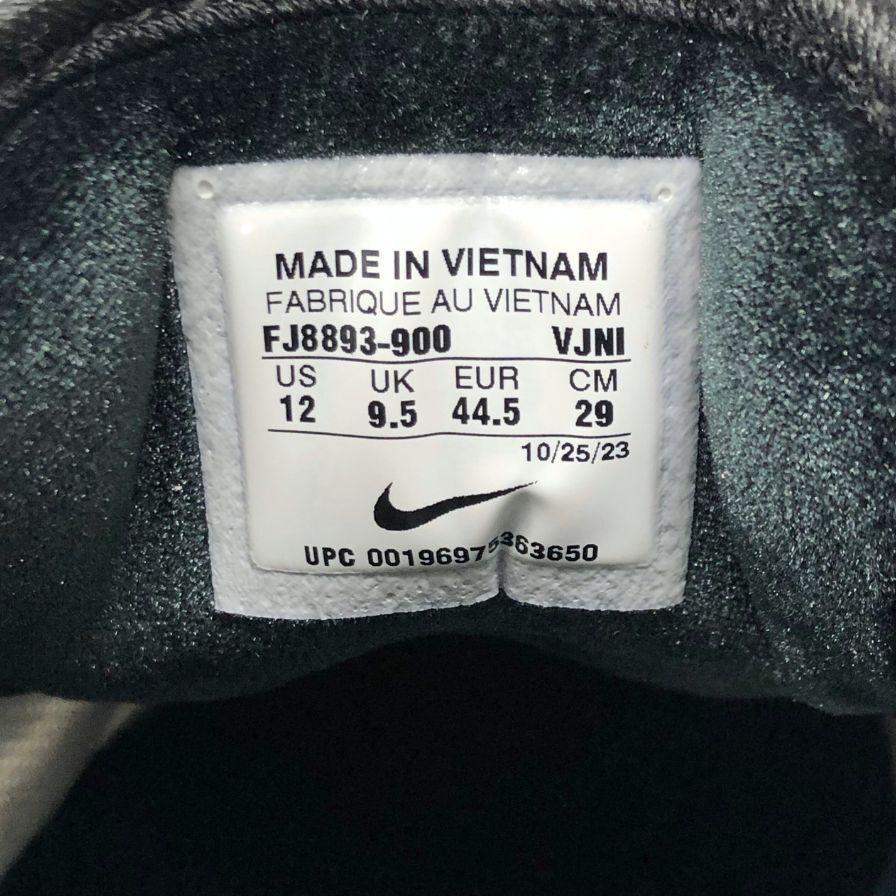 MADE IN VIETNAM
FABRIQUE AU VIETNAM
FJ8893-900 VJNI
US UK EUR CM
12 9.5 44.5 29
10/25/23
UPC 00196975363650